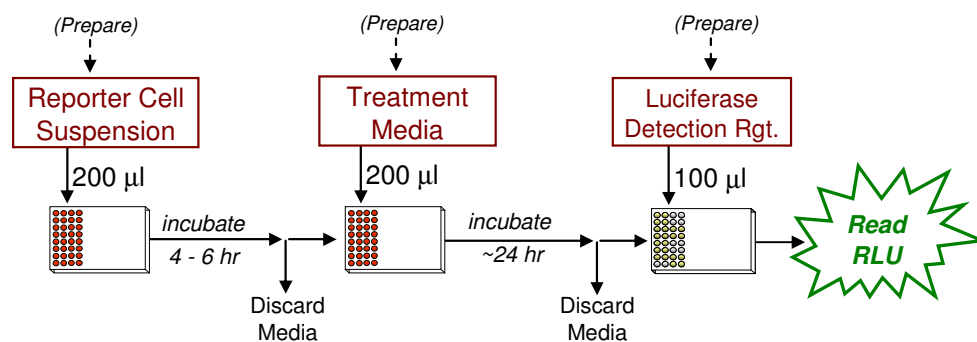 (Prepare)
(Prepare)
(Prepare)
Reporter Cell
Suspension
Treatment
Media
Luciferase
Detection Rgt.
200 µl
200 µl
100 µl
incubate
4 - 6 hr
incubate
~24 hr
Read
RLU
Discard
Media
Discard
Media